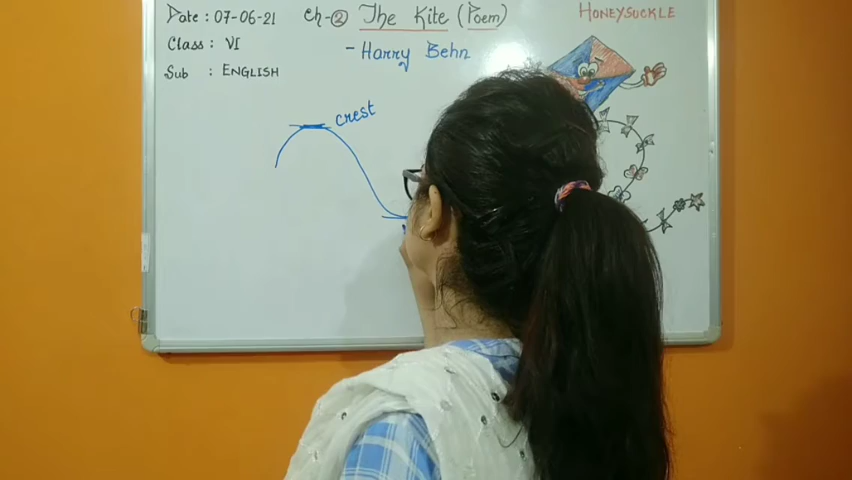 Date : 07-06-21
Ch-② The Kite (Poem)
HONEYSUCKLE
Class : VI
- Harry Behn
Sub : ENGLISH
crest